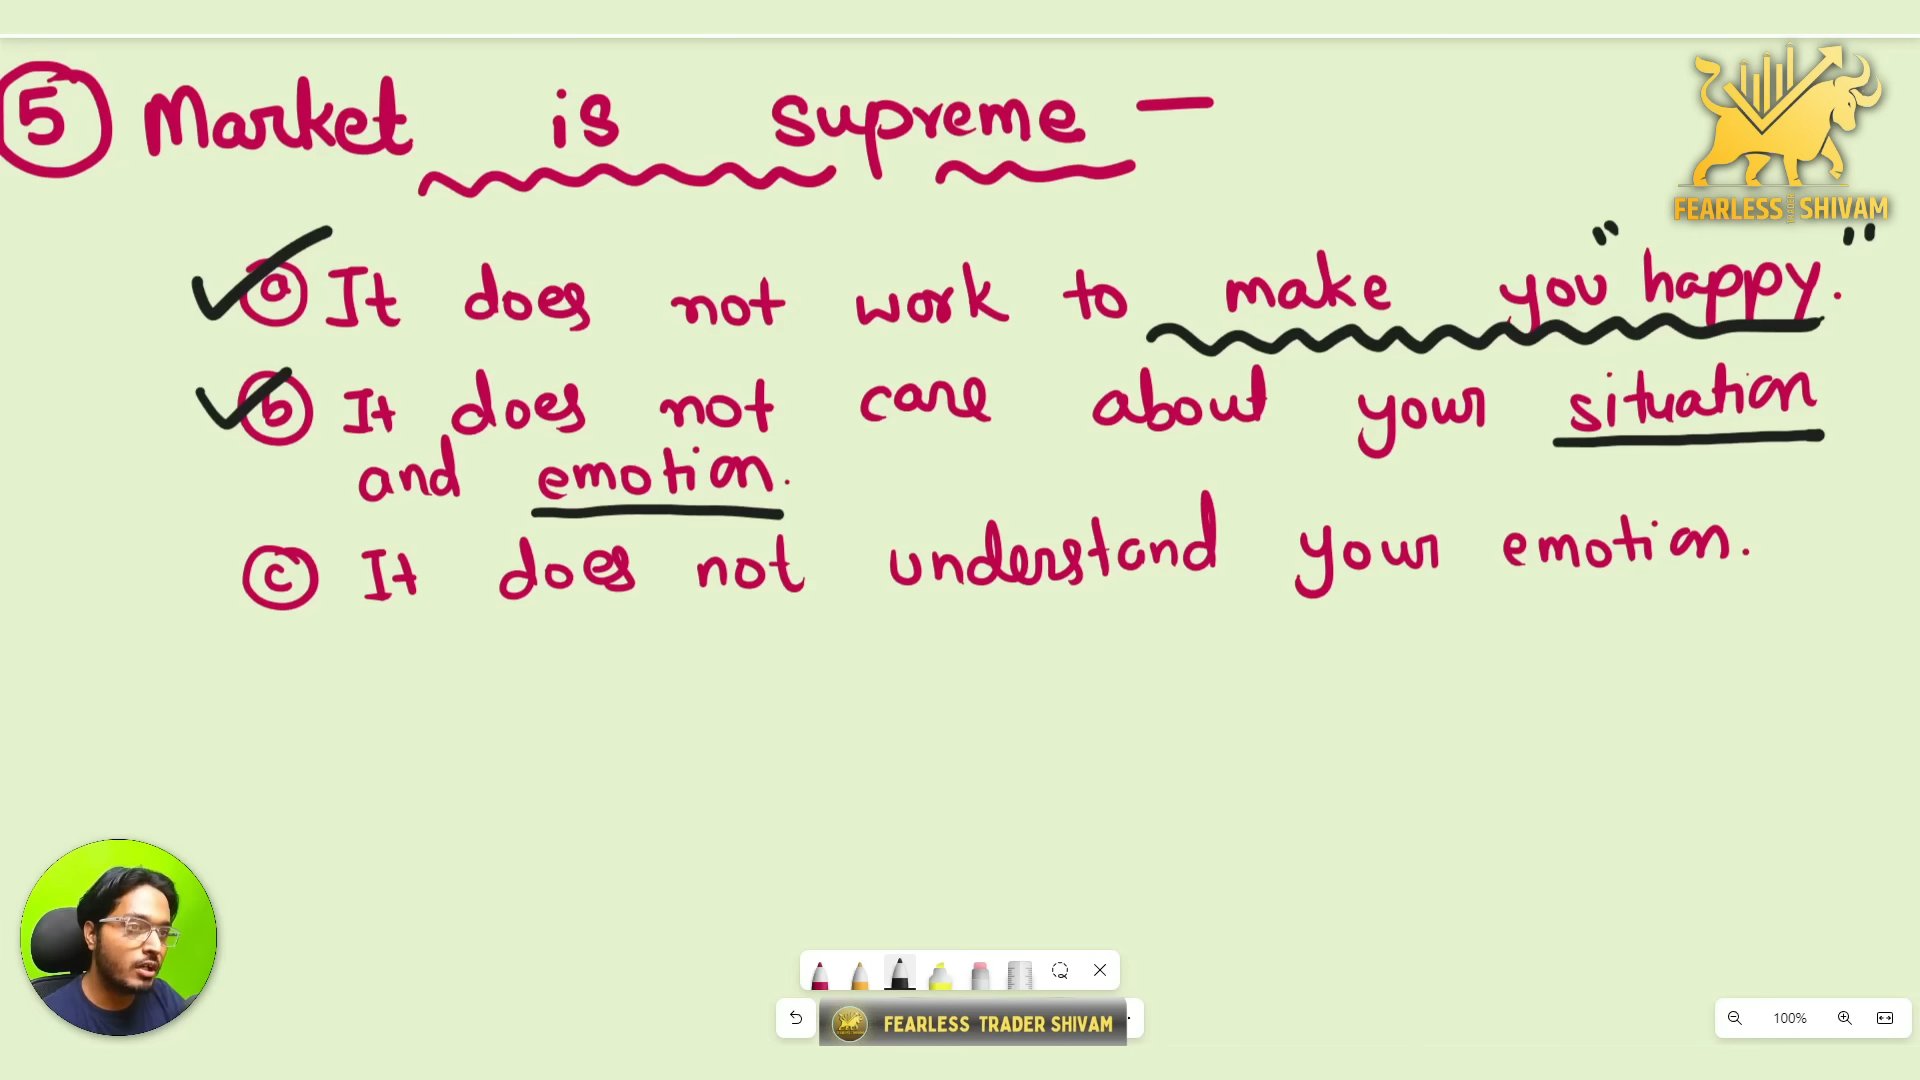 5 Market is supreme —
FEARLESS TRADER SHIVAM
a It does not work to make you "happy."
b It does not care about your situation
and emotion.
c It does not understand your emotion.
FEARLESS TRADER SHIVAM
100%